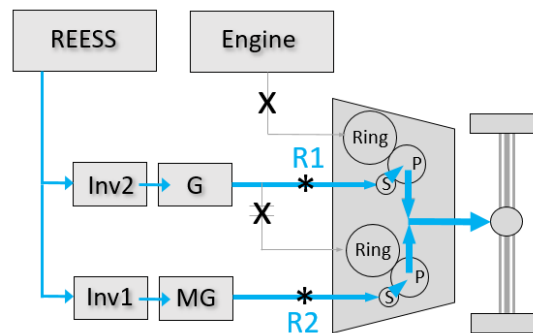 REESS
Engine
X
Ring
R1
P
S
Inv2
G
*
X
Ring
P
S
Inv1
MG
*
R2